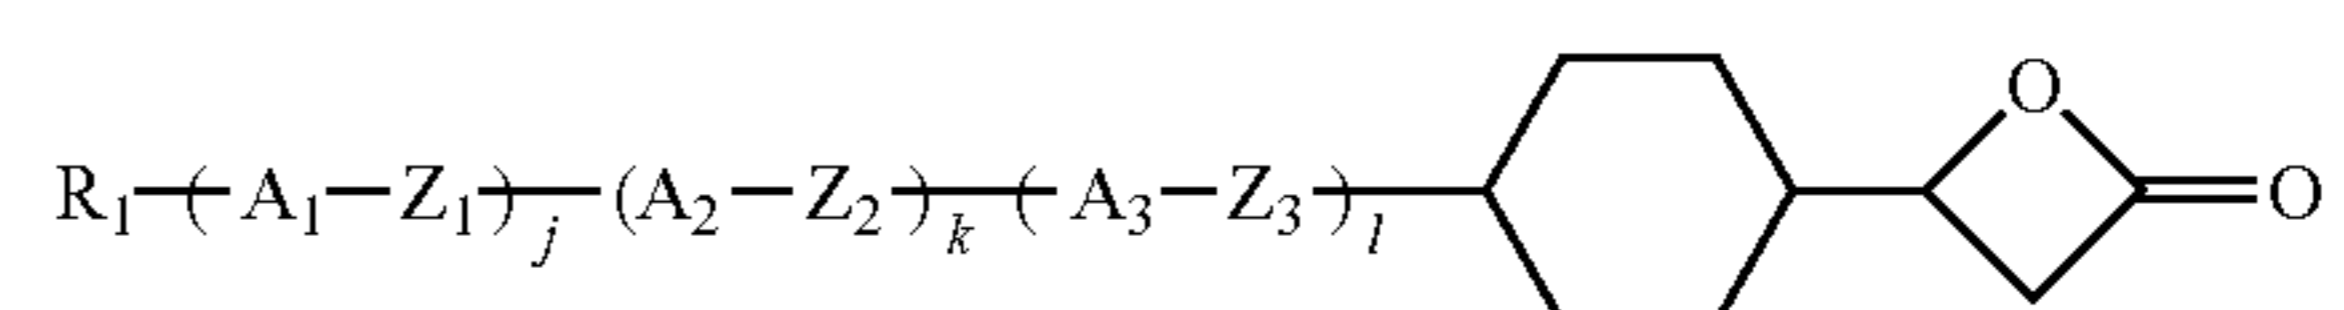 O
R1—(A1—Z1)j—(A2—Z2)k—(A3—Z3)l O